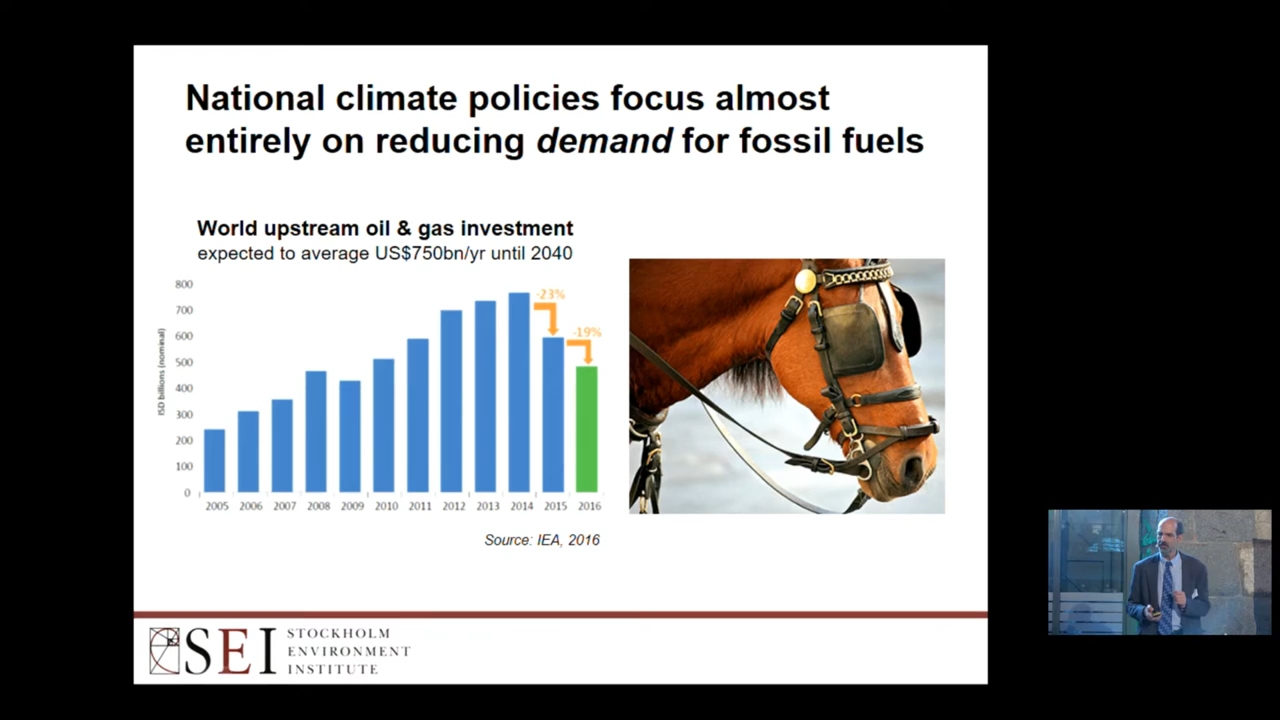 National climate policies focus almost
entirely on reducing demand for fossil fuels
World upstream oil & gas investment
expected to average US$750bn/yr until 2040
800
700
600
500
400
300
200
100
0
ISD billions (nominal)
-23%
-19%
2005 2006 2007 2008 2009 2010 2011 2012 2013 2014 2015 2016
Source: IEA, 2016
SEI
STOCKHOLM
ENVIRONMENT
INSTITUTE